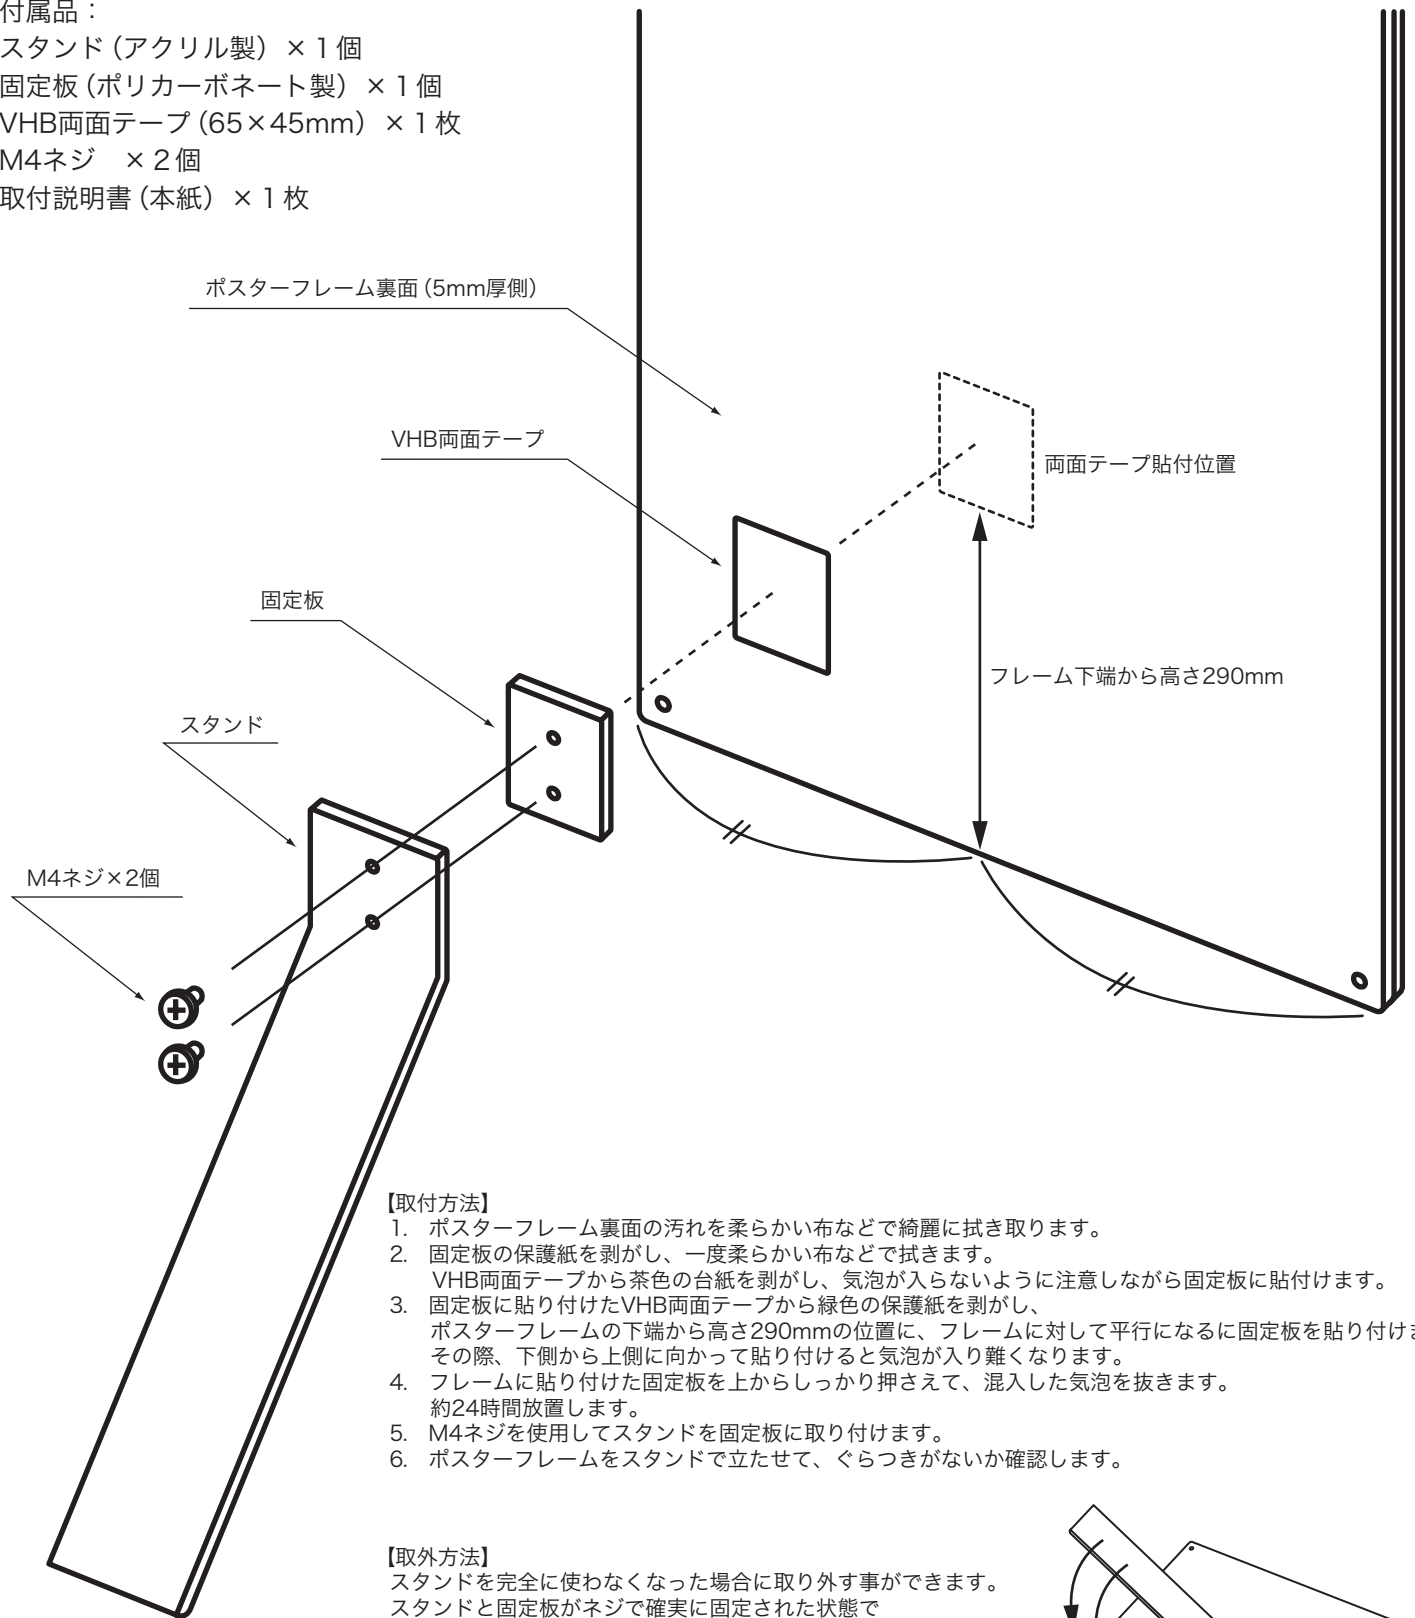 付属品：
スタンド（アクリル製）×１個
固定板（ポリカーボネート製）×１個
VHB両面テープ（65×45mm）×１枚
M4ネジ　×２個
取付説明書（本紙）×１枚
ポスターフレーム裏面（5mm厚側）
VHB両面テープ
両面テープ貼付位置
固定板
フレーム下端から高さ290mm
スタンド
M4ネジ×2個
【取付方法】
1.　ポスターフレーム裏面の汚れを柔らかい布などで綺麗に拭き取ります。
2.　固定板の保護紙を剥がし、一度柔らかい布などで拭きます。
VHB両面テープから茶色の台紙を剥がし、気泡が入らないように注意しながら固定板に貼付けます。
3.　固定板に貼り付けたVHB両面テープから緑色の保護紙を剥がし、
ポスターフレームの下端から高さ290mmの位置に、フレームに対して平行になるに固定板を貼り付けま
その際、下側から上側に向かって貼り付けると気泡が入り難くなります。
4.　フレームに貼り付けた固定板を上からしっかり押さえて、混入した気泡を抜きます。
約24時間放置します。
5.　M4ネジを使用してスタンドを固定板に取り付けます。
6.　ポスターフレームをスタンドで立たせて、ぐらつきがないか確認します。
【取外方法】
スタンドを完全に使わなくなった場合に取り外す事ができます。
スタンドと固定板がネジで確実に固定された状態で